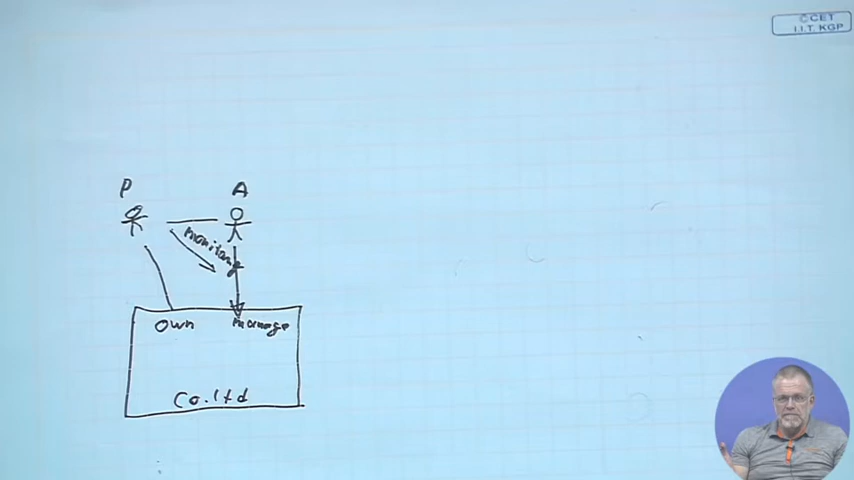 ©CET
I.I.T. KGP
P A
monitoring
Own manage
Co.ltd